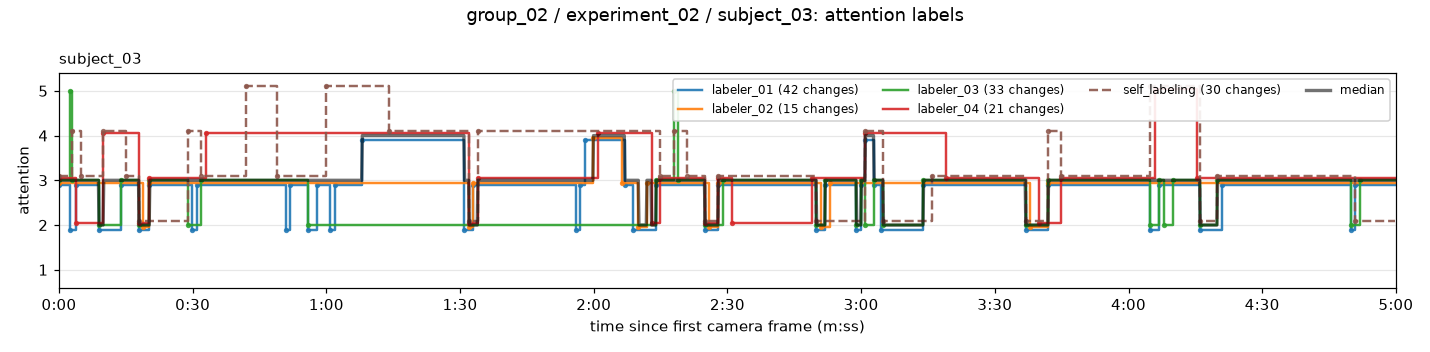 group_02 / experiment_02 / subject_03: attention labels
subject_03
labeler_01 (42 changes)
labeler_02 (15 changes)
labeler_03 (33 changes)
labeler_04 (21 changes)
self_labeling (30 changes)
median
attention
5
4
3
2
1
0:00 0:30 1:00 1:30 2:00 2:30 3:00 3:30 4:00 4:30 5:00
time since first camera frame (m:ss)